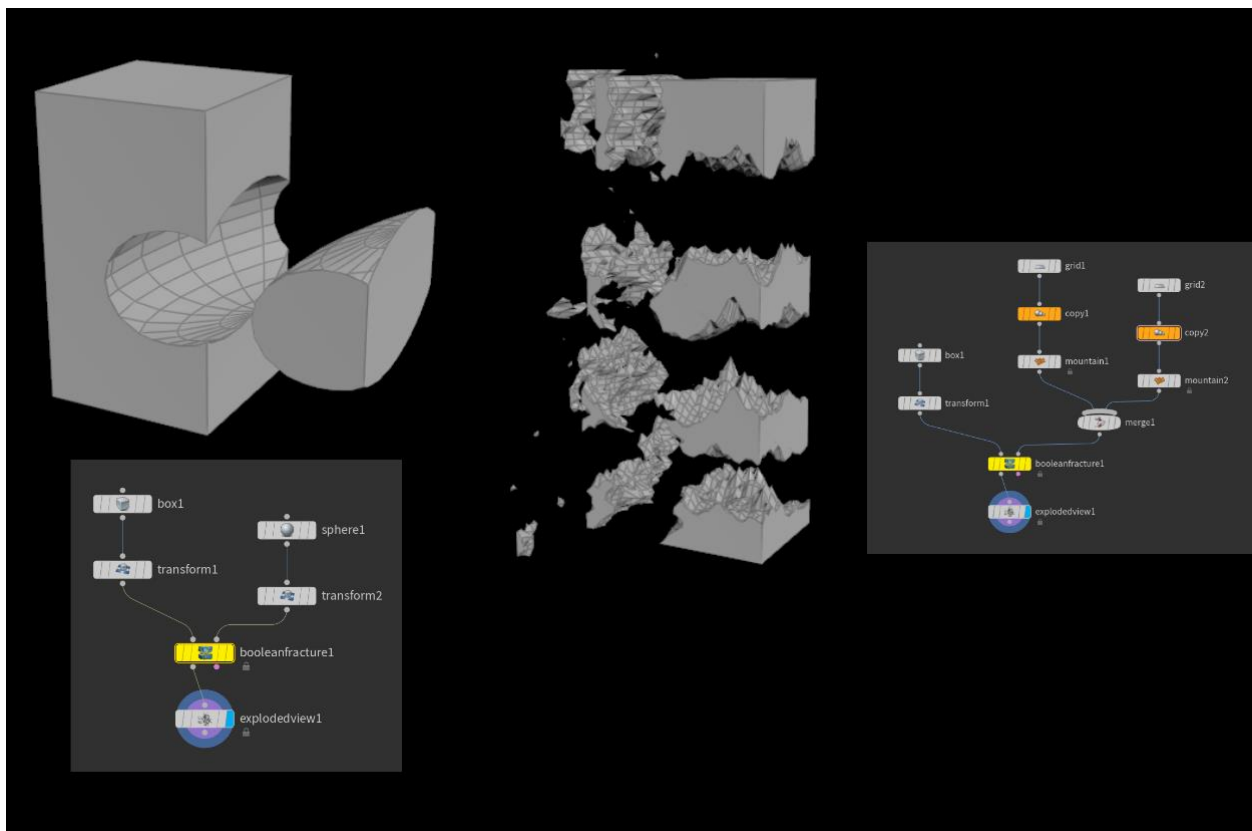 box1
sphere1
transform1
transform2
booleanfracture1
explodedview1
grid1
grid2
copy1
copy2
box1
mountain1
mountain2
transform1
merge1
booleanfracture1
explodedview1